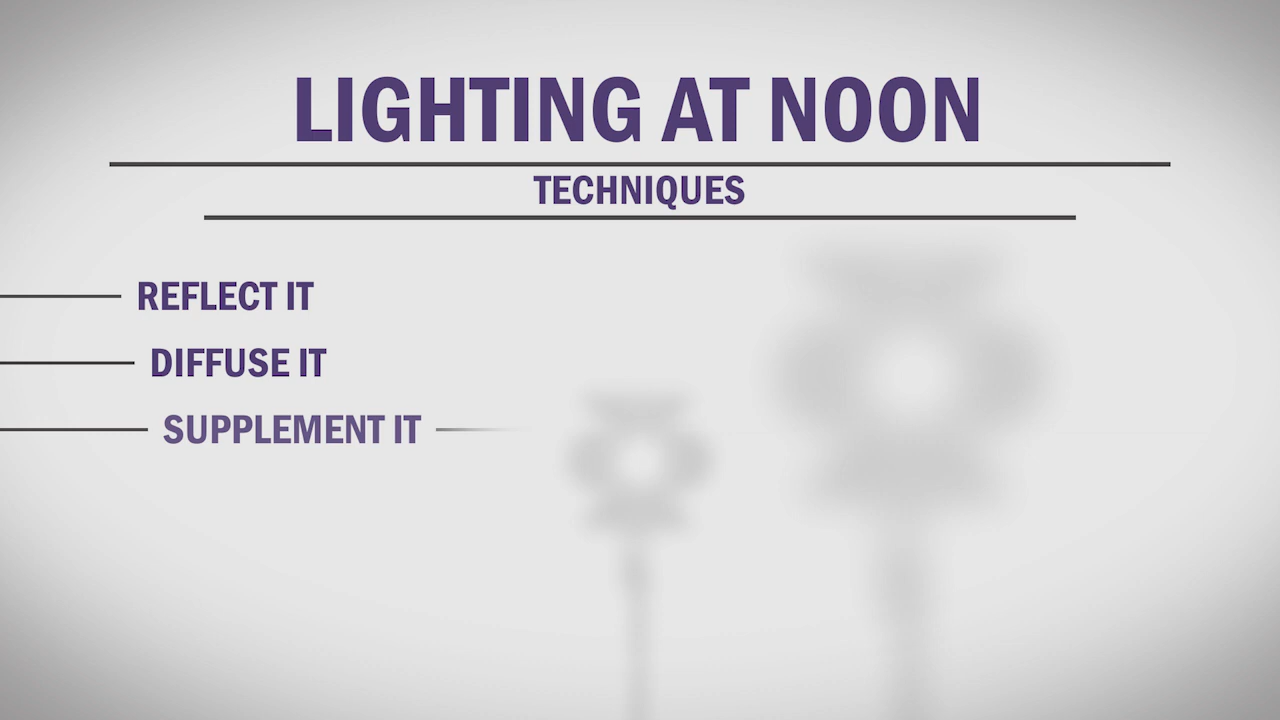 LIGHTING AT NOON
TECHNIQUES
REFLECT IT
DIFFUSE IT
SUPPLEMENT IT